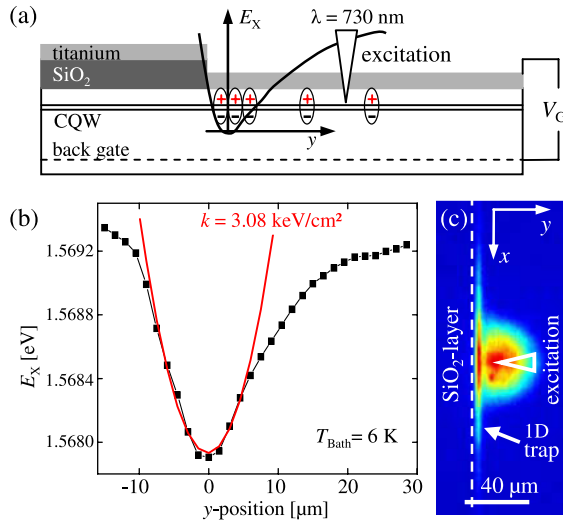 (a)
E_X
λ = 730 nm
titanium
excitation
SiO₂
+ + + + +
− − − − −
CQW
y
V_G
back gate
(b)
k = 3.08 keV/cm²
(c)
1.5692
1.5688
1.5684
1.5680
E_X [eV]
T_Bath = 6 K
-10 0 10 20 30
y-position [μm]
y
x
SiO₂-layer
excitation
1D
trap
40 μm